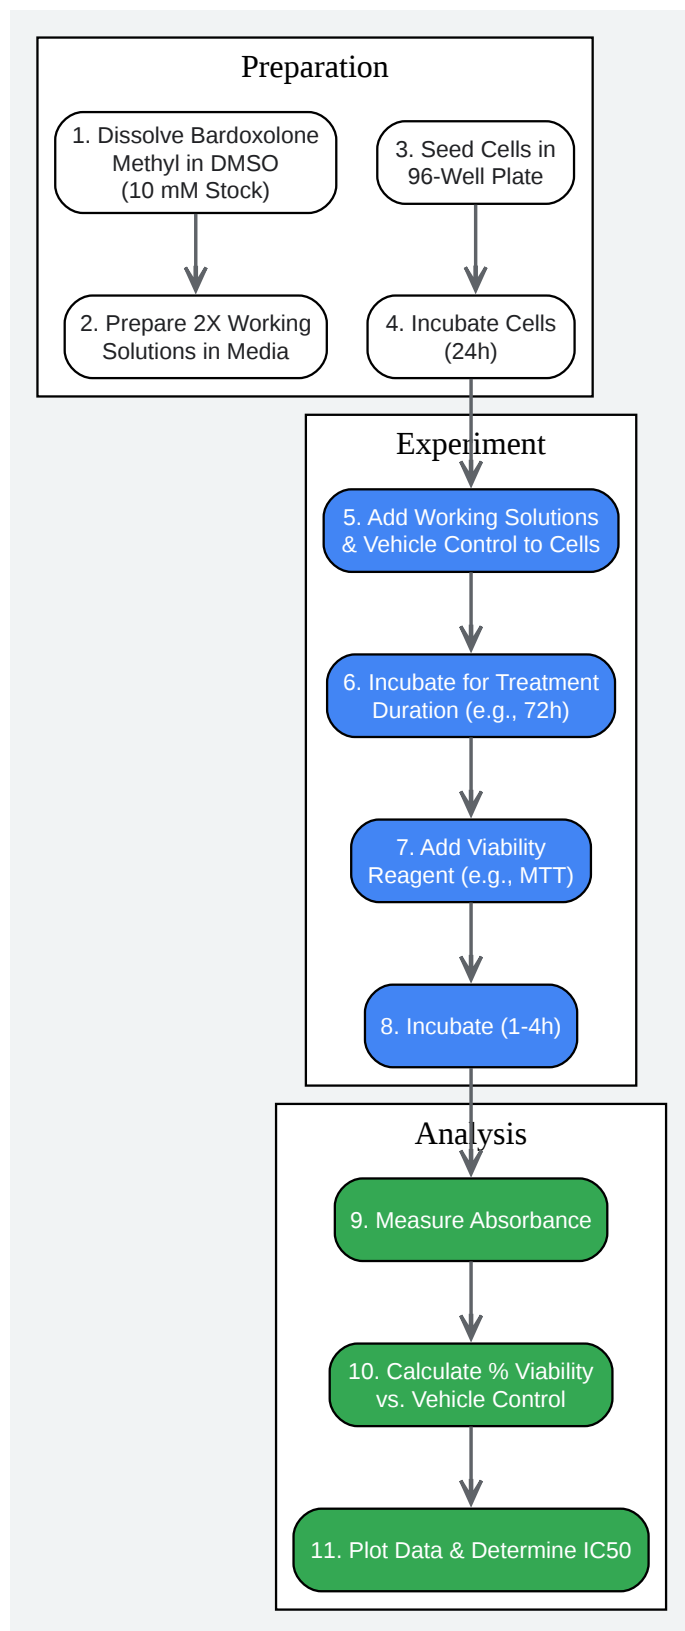 Preparation
1. Dissolve Bardoxolone
Methyl in DMSO
(10 mM Stock)
3. Seed Cells in
96-Well Plate
2. Prepare 2X Working
Solutions in Media
4. Incubate Cells
(24h)
Experiment
5. Add Working Solutions
& Vehicle Control to Cells
6. Incubate for Treatment
Duration (e.g., 72h)
7. Add Viability
Reagent (e.g., MTT)
8. Incubate (1-4h)
Analysis
9. Measure Absorbance
10. Calculate % Viability
vs. Vehicle Control
11. Plot Data & Determine IC50